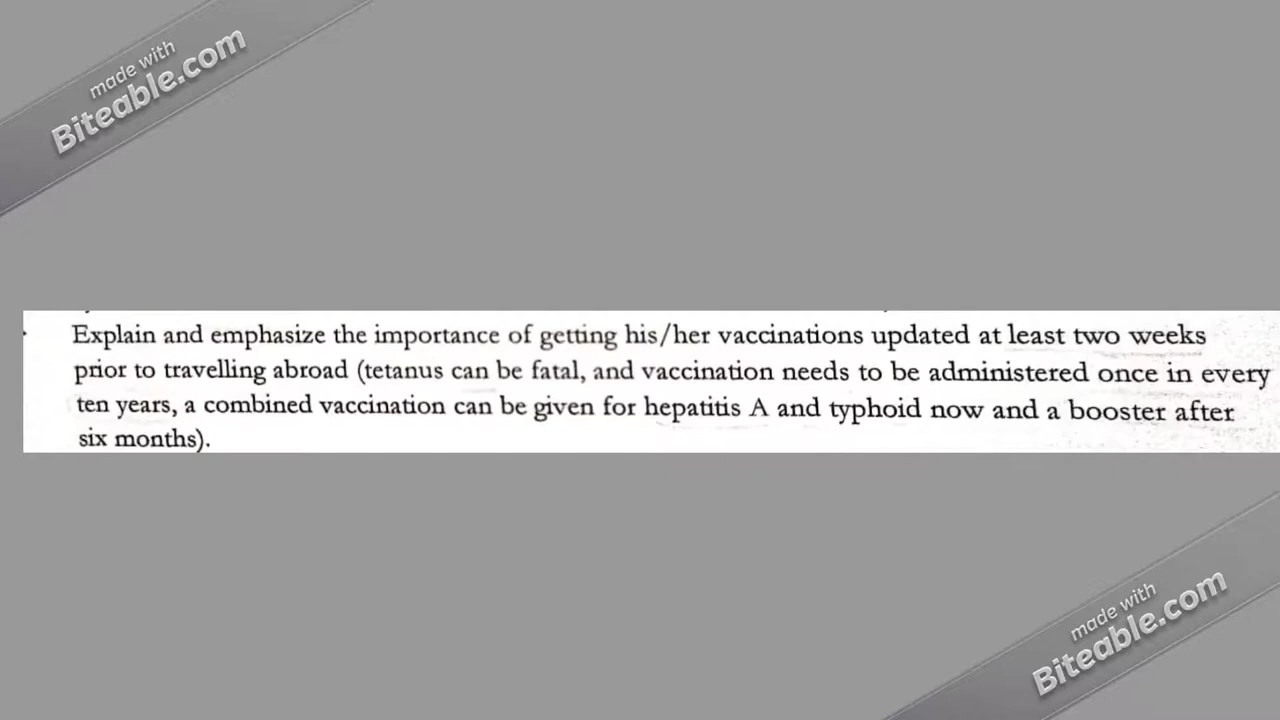 made with
Biteable.com
Explain and emphasize the importance of getting his/her vaccinations updated at least two weeks
prior to travelling abroad (tetanus can be fatal, and vaccination needs to be administered once in every
ten years, a combined vaccination can be given for hepatitis A and typhoid now and a booster after
six months).
made with
Biteable.com